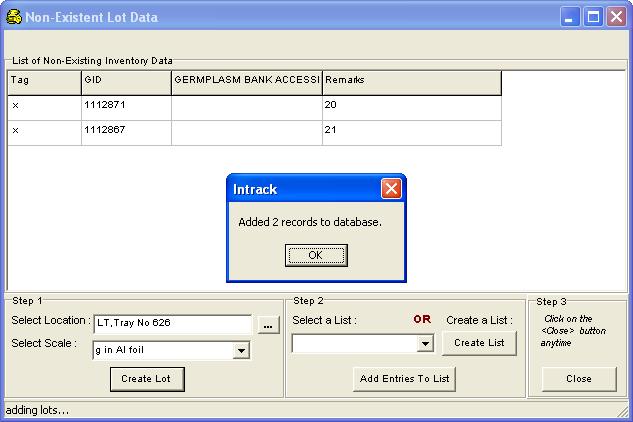 Non-Existent Lot Data
List of Non-Existing Inventory Data
Tag GID GERMPLASM BANK ACCESSI Remarks
x 1112871 20
x 1112867 21
Intrack
Added 2 records to database.
OK
Step 1
Select Location : LT,Tray No 626 ...
Select Scale : g in Al foil
Create Lot
Step 2
Select a List : OR Create a List :
Create List
Add Entries To List
Step 3
Click on the
<Close> button
anytime
Close
adding lots...